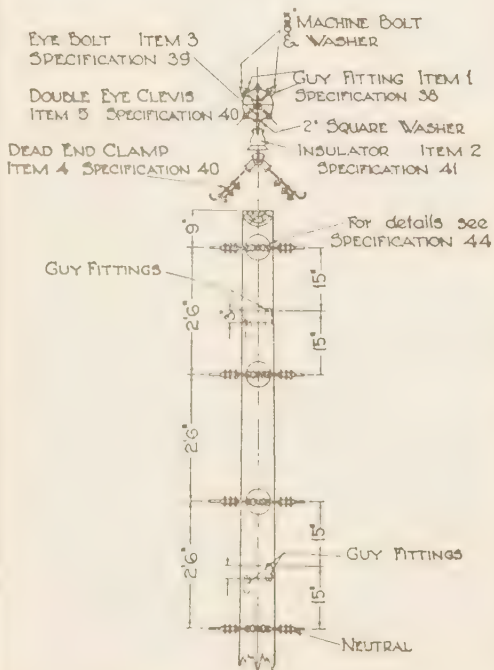 ⅝" MACHINE BOLT
& WASHER
EYE BOLT ITEM 3
SPECIFICATION 39
GUY FITTING ITEM 1
SPECIFICATION 38
DOUBLE EYE CLEVIS
ITEM 5 SPECIFICATION 40
2" SQUARE WASHER
DEAD END CLAMP
ITEM 4 SPECIFICATION 40
INSULATOR ITEM 2
SPECIFICATION 41
9"
For details see
SPECIFICATION 44
GUY FITTINGS
2'6"
3"
15"
15"
2'6"
2'6"
15"
15"
GUY FITTINGS
NEUTRAL